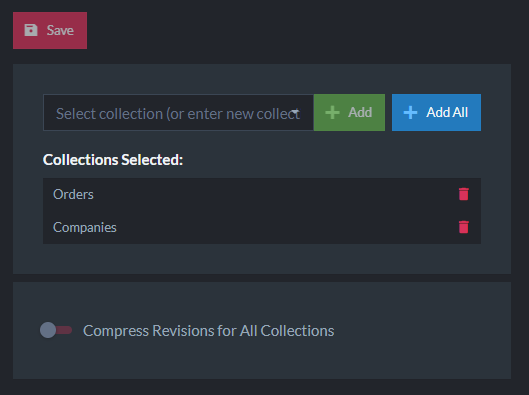 Save
Select collection (or enter new collect
Add
Add All
Collections Selected:
Orders
Companies
Compress Revisions for All Collections